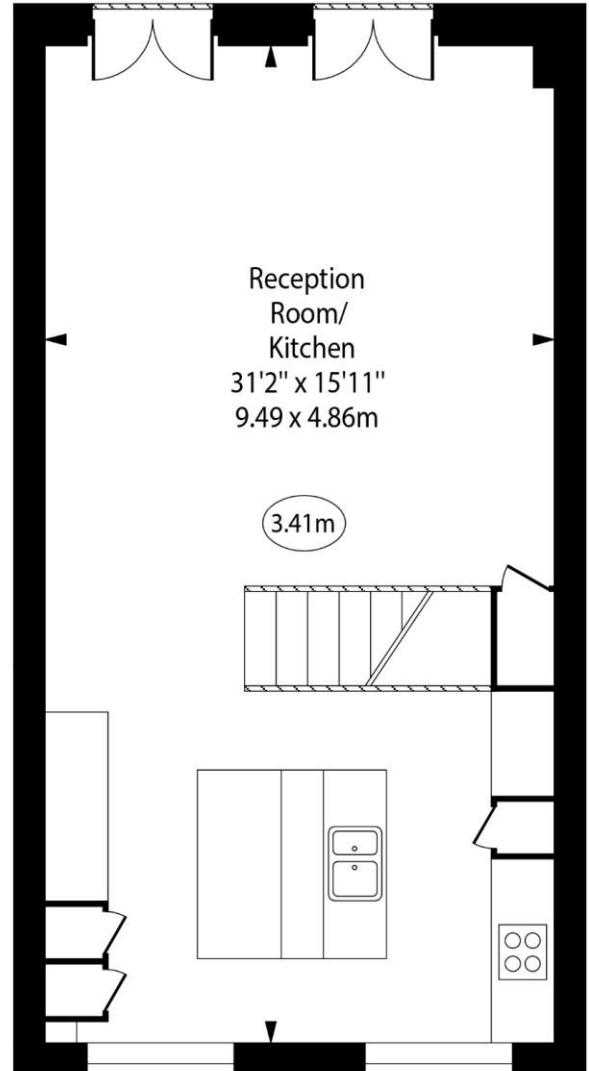 Reception
Room/
Kitchen
31'2" x 15'11"
9.49 x 4.86m
3.41m